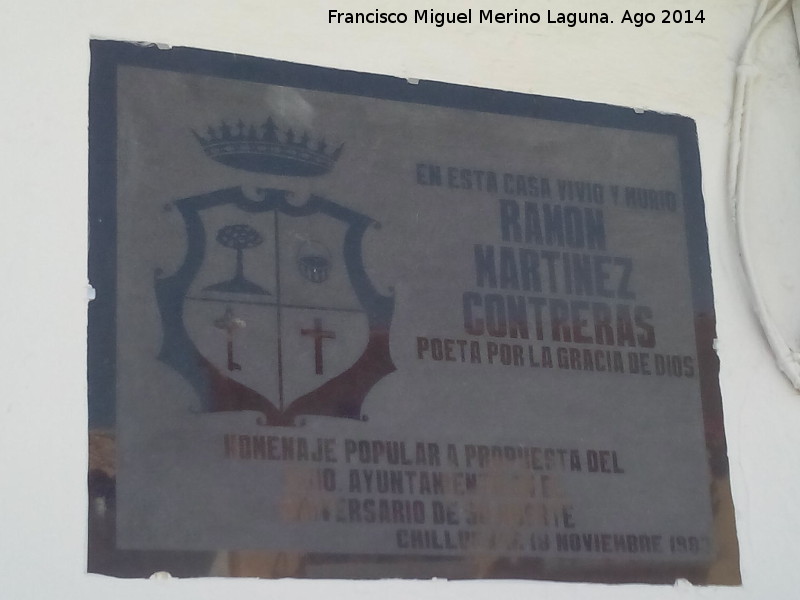 Francisco Miguel Merino Laguna. Ago 2014
EN ESTA CASA VIVIO Y MURIO
RAMON
MARTINEZ
CONTRERAS
POETA POR LA GRACIA DE DIOS
HOMENAJE POPULAR A PROPUESTA DEL
AYUNTAMIENTO
ANIVERSARIO DE SU MUERTE
NOVIEMBRE